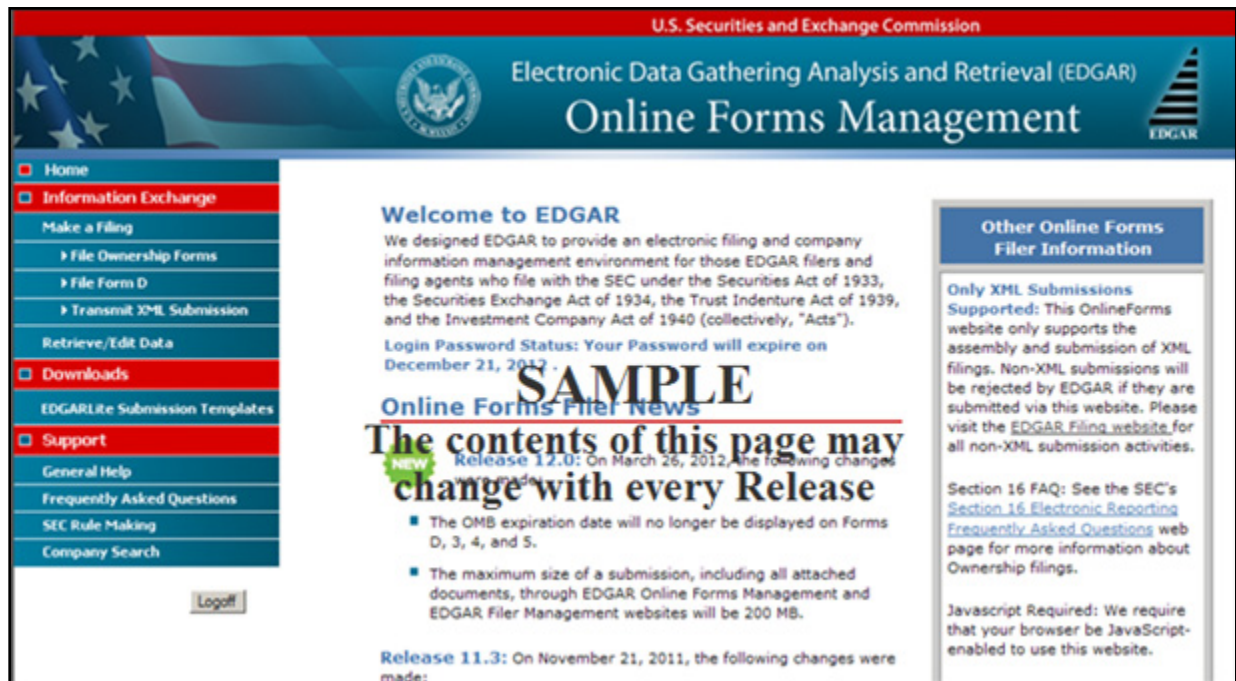 U.S. Securities and Exchange Commission
Electronic Data Gathering Analysis and Retrieval (EDGAR)
Online Forms Management
EDGAR
Home
Information Exchange
Make a Filing
File Ownership Forms
File Form D
Transmit XML Submission
Retrieve/Edit Data
Downloads
EDGARLite Submission Templates
Support
General Help
Frequently Asked Questions
SEC Rule Making
Company Search
Logoff
Welcome to EDGAR
We designed EDGAR to provide an electronic filing and company
information management environment for those EDGAR filers and
filing agents who file with the SEC under the Securities Act of 1933,
the Securities Exchange Act of 1934, the Trust Indenture Act of 1939,
and the Investment Company Act of 1940 (collectively, "Acts").
Login Password Status: Your Password will expire on
December 21, 2012 .
SAMPLE
Online Forms Filer News
The contents of this page may
change with every Release
NEW
Release 12.0: On March 26, 2012, the following changes
were made:
The OMB expiration date will no longer be displayed on Forms
D, 3, 4, and 5.
The maximum size of a submission, including all attached
documents, through EDGAR Online Forms Management and
EDGAR Filer Management websites will be 200 MB.
Release 11.3: On November 21, 2011, the following changes were
made:
Other Online Forms
Filer Information
Only XML Submissions
Supported: This OnlineForms
website only supports the
assembly and submission of XML
filings. Non-XML submissions will
be rejected by EDGAR if they are
submitted via this website. Please
visit the EDGAR Filing website for
all non-XML submission activities.
Section 16 FAQ: See the SEC's
Section 16 Electronic Reporting
Frequently Asked Questions web
page for more information about
Ownership filings.
Javascript Required: We require
that your browser be JavaScript-
enabled to use this website.